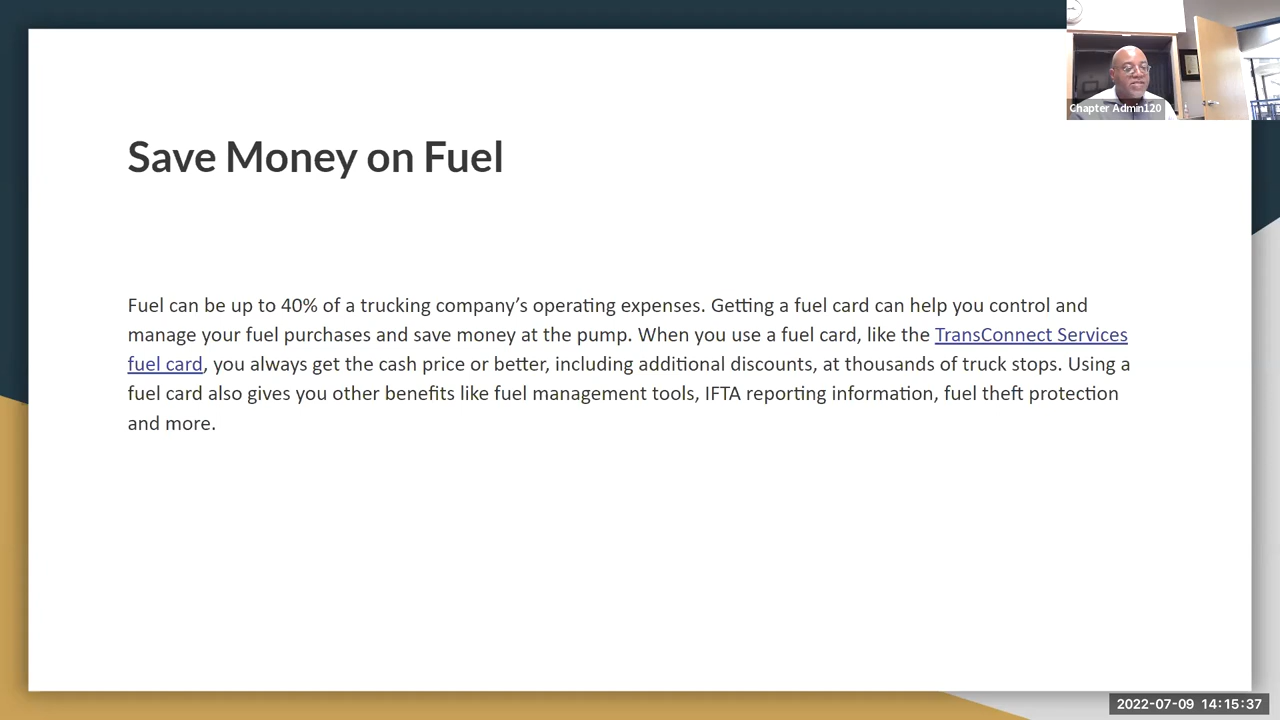 Chapter Admin120
Save Money on Fuel
Fuel can be up to 40% of a trucking company’s operating expenses. Getting a fuel card can help you control and
manage your fuel purchases and save money at the pump. When you use a fuel card, like the TransConnect Services
fuel card, you always get the cash price or better, including additional discounts, at thousands of truck stops. Using a
fuel card also gives you other benefits like fuel management tools, IFTA reporting information, fuel theft protection
and more.
2022-07-09 14:15:37